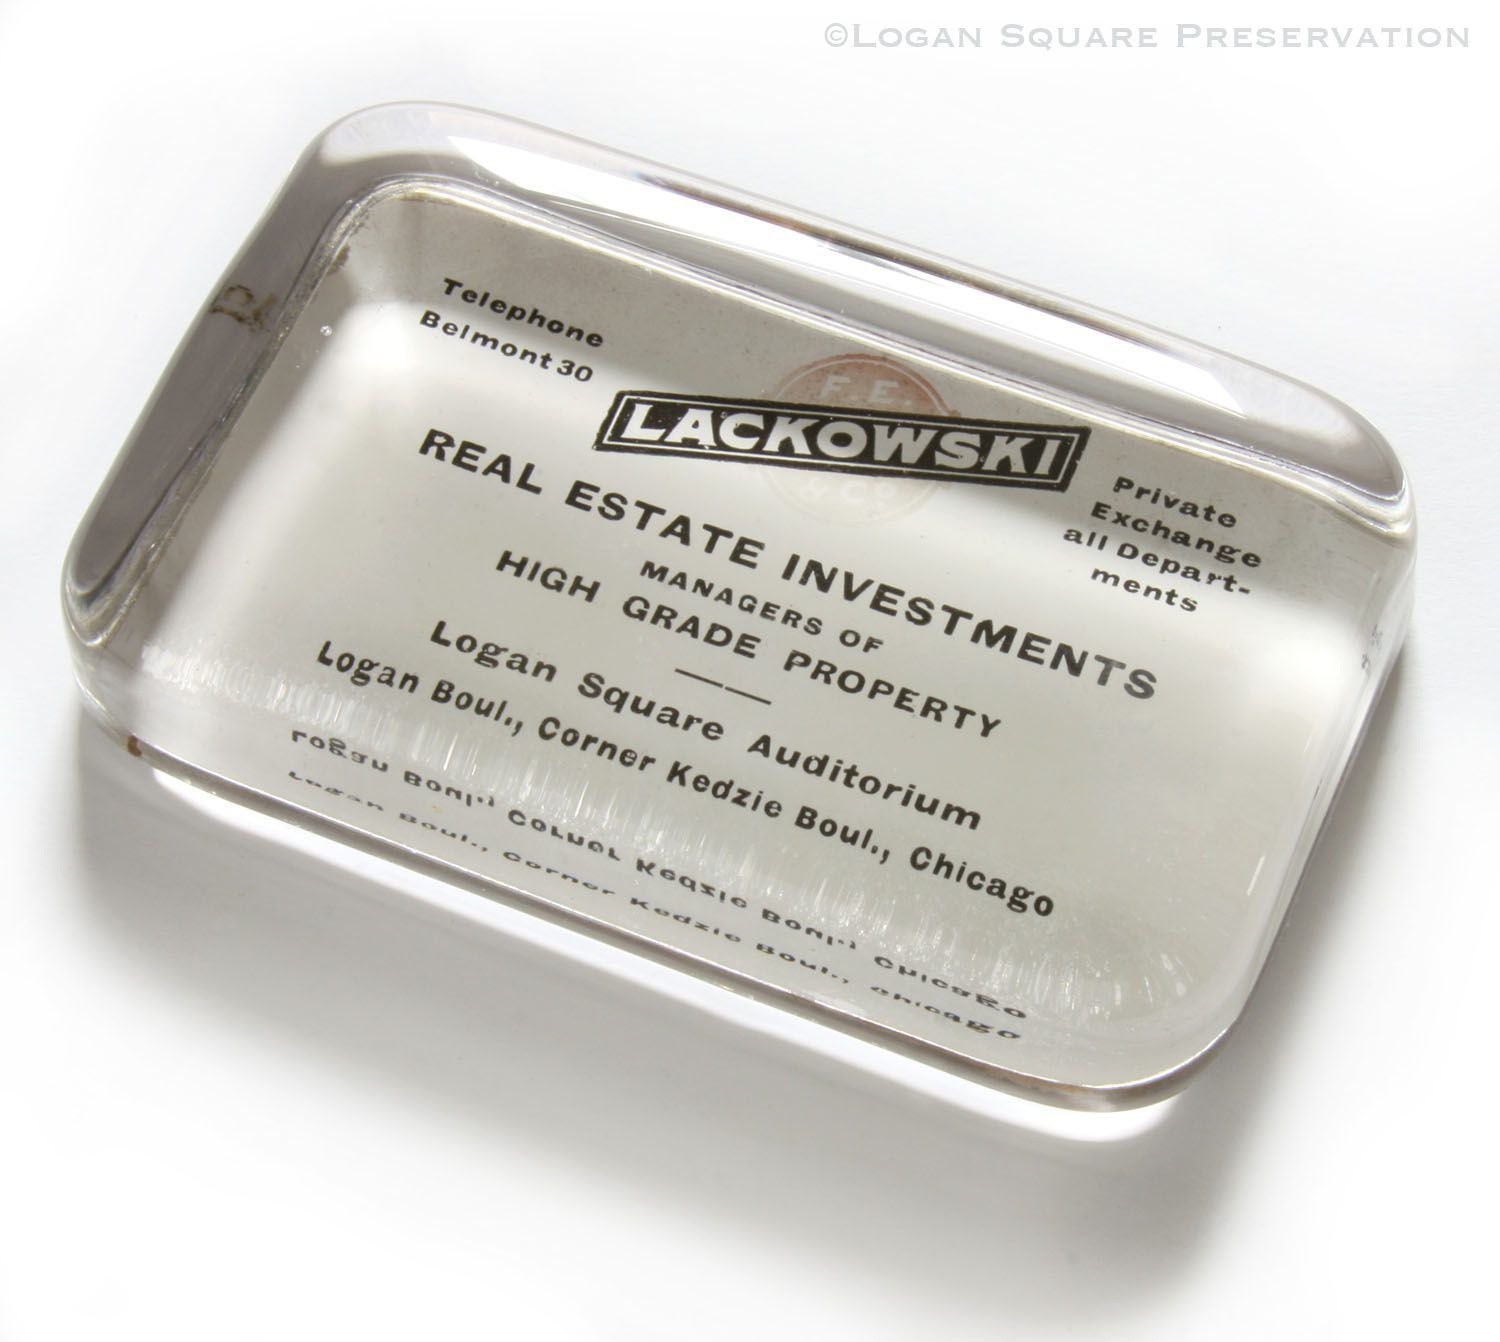 ©Logan Square Preservation
Telephone
Belmont 30
F. E.
LACKOWSKI
& Co.
Private
Exchange
all Depart-
ments
REAL ESTATE INVESTMENTS
MANAGERS OF
HIGH GRADE PROPERTY
Logan Square Auditorium
Logan Boul., Corner Kedzie Boul., Chicago